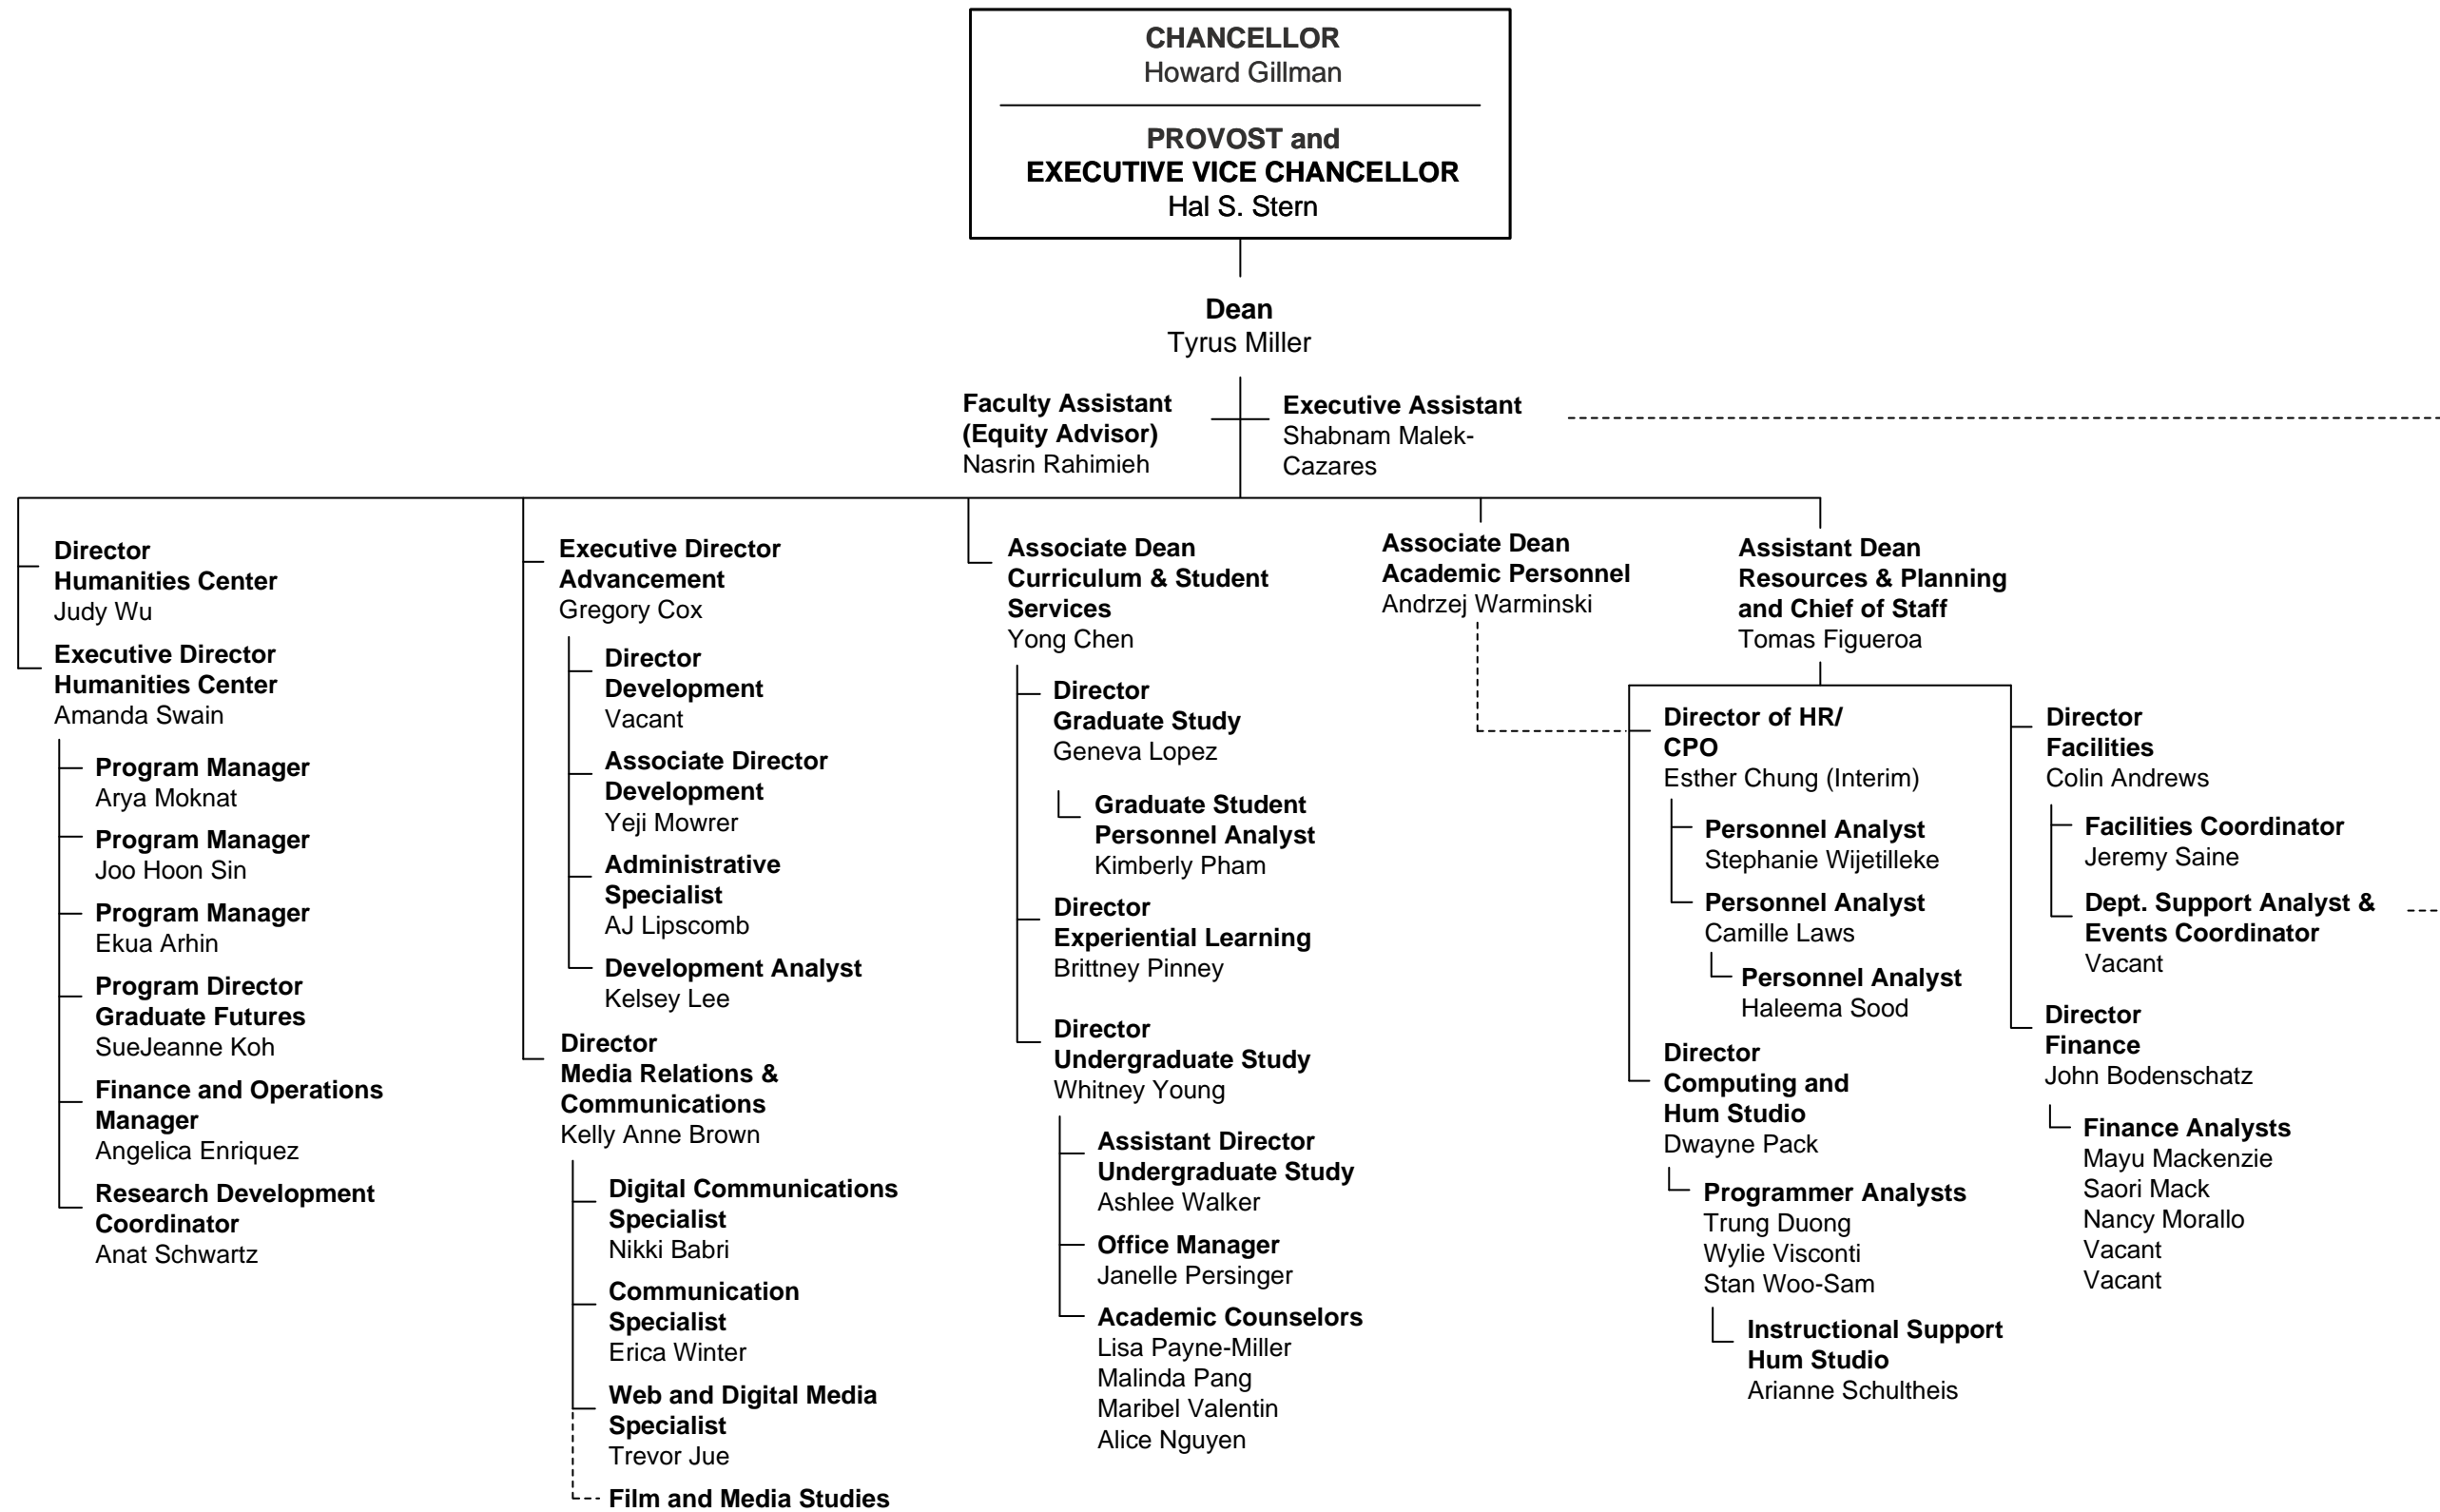 CHANCELLOR
Howard Gillman
PROVOST and
EXECUTIVE VICE CHANCELLOR
Hal S. Stern
Dean
Tyrus Miller
Faculty Assistant
(Equity Advisor)
Nasrin Rahimieh
Executive Assistant
Shabnam Malek-
Cazares
Director
Humanities Center
Judy Wu
Executive Director
Humanities Center
Amanda Swain
Program Manager
Arya Moknat
Program Manager
Joo Hoon Sin
Program Manager
Ekua Arhin
Program Director
Graduate Futures
SueJeanne Koh
Finance and Operations
Manager
Angelica Enriquez
Research Development
Coordinator
Anat Schwartz
Executive Director
Advancement
Gregory Cox
Director
Development
Vacant
Associate Director
Development
Yeji Mowrer
Administrative
Specialist
AJ Lipscomb
Development Analyst
Kelsey Lee
Director
Media Relations &
Communications
Kelly Anne Brown
Digital Communications
Specialist
Nikki Babri
Communication
Specialist
Erica Winter
Web and Digital Media
Specialist
Trevor Jue
Film and Media Studies
Associate Dean
Curriculum & Student
Services
Yong Chen
Director
Graduate Study
Geneva Lopez
Graduate Student
Personnel Analyst
Kimberly Pham
Director
Experiential Learning
Brittney Pinney
Director
Undergraduate Study
Whitney Young
Assistant Director
Undergraduate Study
Ashlee Walker
Office Manager
Janelle Persinger
Academic Counselors
Lisa Payne-Miller
Malinda Pang
Maribel Valentin
Alice Nguyen
Associate Dean
Academic Personnel
Andrzej Warminski
Assistant Dean
Resources & Planning
and Chief of Staff
Tomas Figueroa
Director of HR/
CPO
Esther Chung (Interim)
Personnel Analyst
Stephanie Wijetilleke
Personnel Analyst
Camille Laws
Personnel Analyst
Haleema Sood
Director
Computing and
Hum Studio
Dwayne Pack
Programmer Analysts
Trung Duong
Wylie Visconti
Stan Woo-Sam
Instructional Support
Hum Studio
Arianne Schultheis
Director
Facilities
Colin Andrews
Facilities Coordinator
Jeremy Saine
Dept. Support Analyst &
Events Coordinator
Vacant
Director
Finance
John Bodenschatz
Finance Analysts
Mayu Mackenzie
Saori Mack
Nancy Morallo
Vacant
Vacant